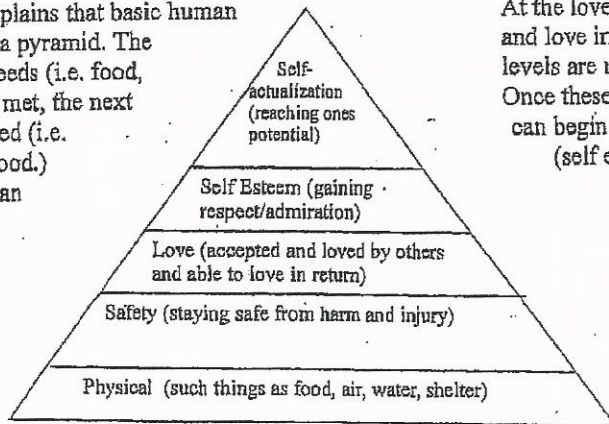 plains that basic human
a pyramid. The
eeds (i.e. food,
met, the next
ed (i.e.
ood.)
an
At the love
and love in
levels are
Once these
can begin
(self e
Self-
actualization
(reaching ones
potential)
Self Esteem (gaining
respect/admiration)
Love (accepted and loved by others
and able to love in return)
Safety (staying safe from harm and injury)
Physical (such things as food, air, water, shelter)